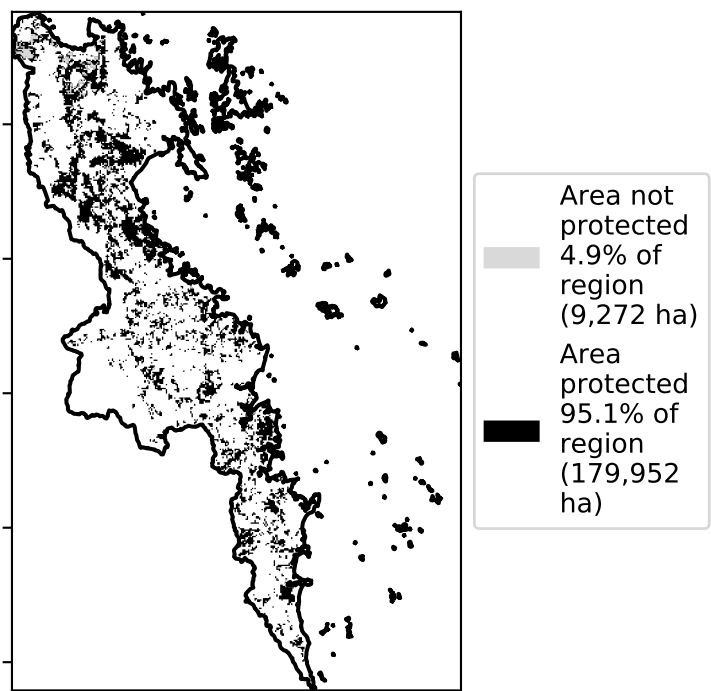 Area not
protected
4.9% of
region
(9,272 ha)
Area
protected
95.1% of
region
(179,952
ha)